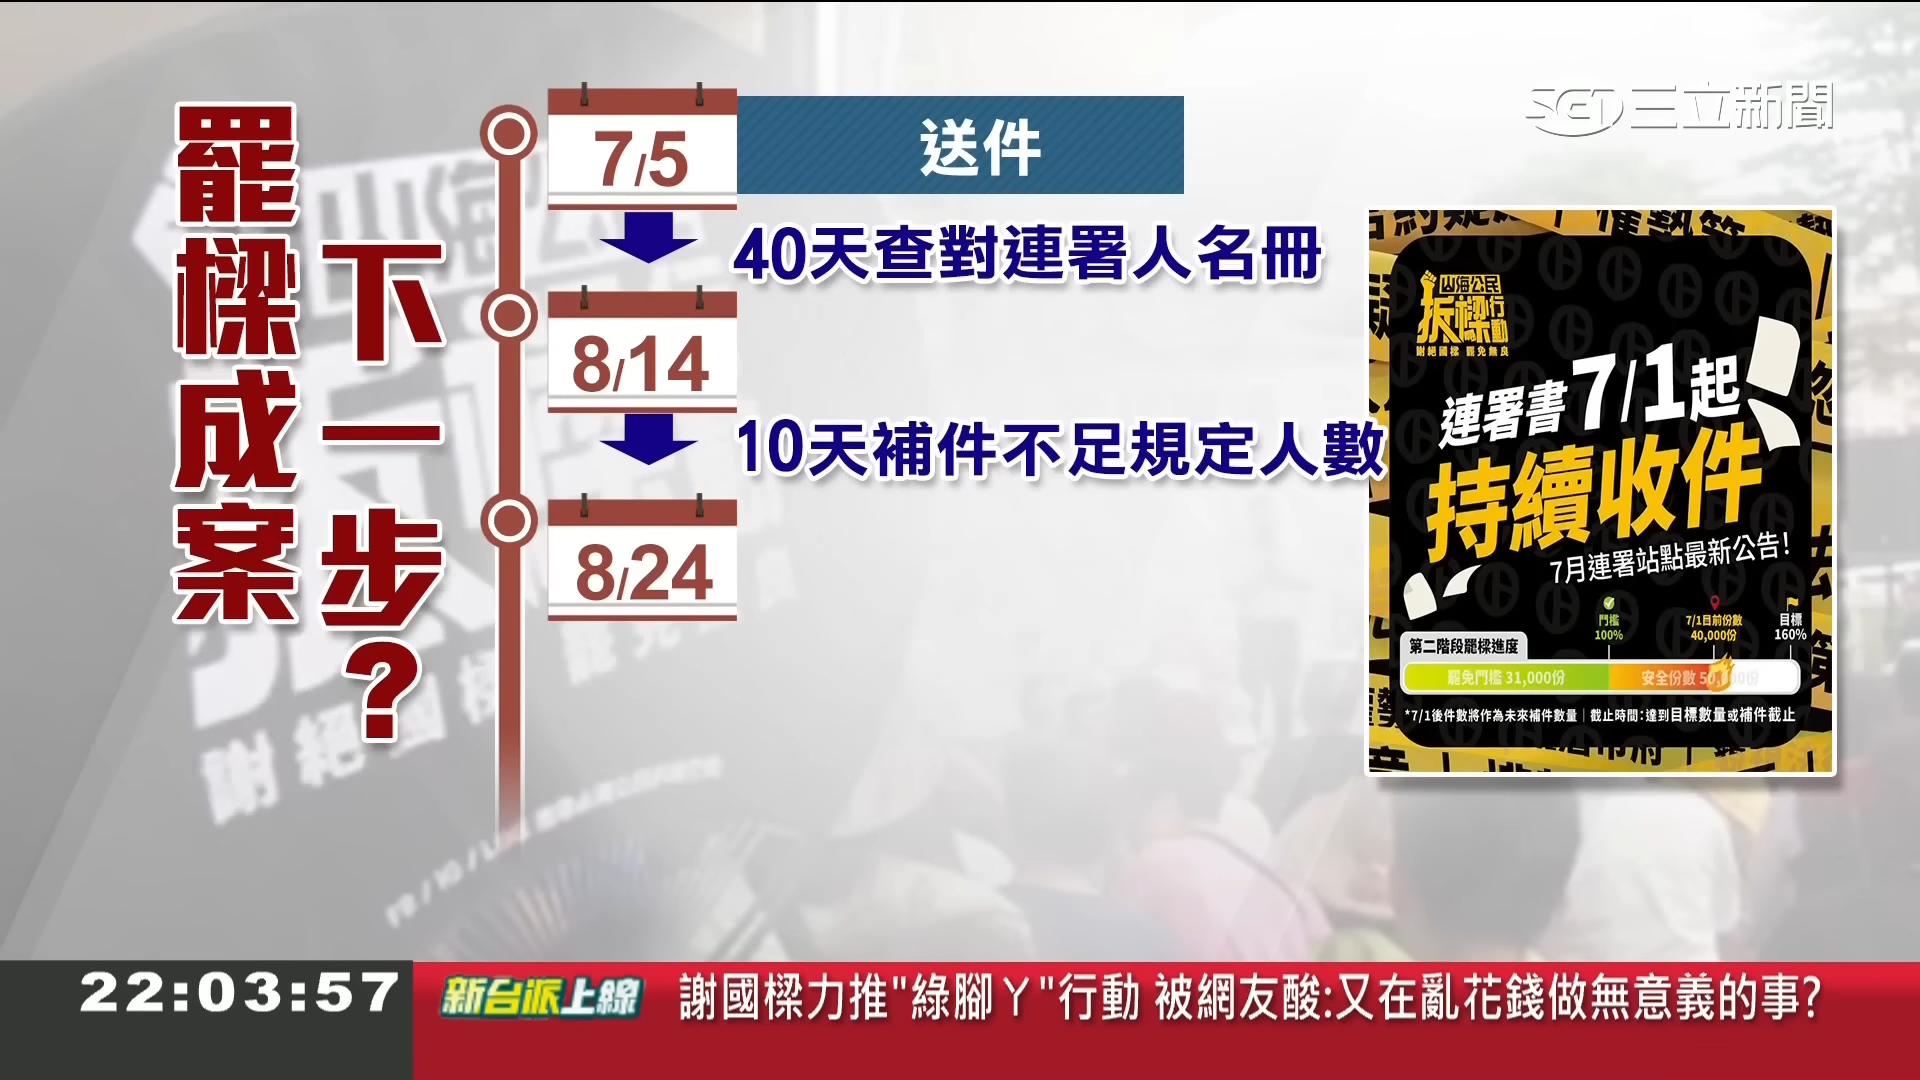 罷樑成案
下一步?
7/5
送件
40天查對連署人名冊
8/14
10天補件不足規定人數
8/24
SET三立新聞
山海公民
拆樑行動
謝絕國樑 罷免無良
連署書7/1起
持續收件
7月連署站點最新公告!
門檻
100%
7/1目前份數
40,000份
目標
160%
第二階段罷樑進度
罷免門檻 31,000份
安全份數
*7/1後件數將作為未來補件數量|截止時間:達到目標數量或補件截止
謝絕國樑
22:03:57
新台派上線
謝國樑力推"綠腳ㄚ"行動 被網友酸:又在亂花錢做無意義的事?